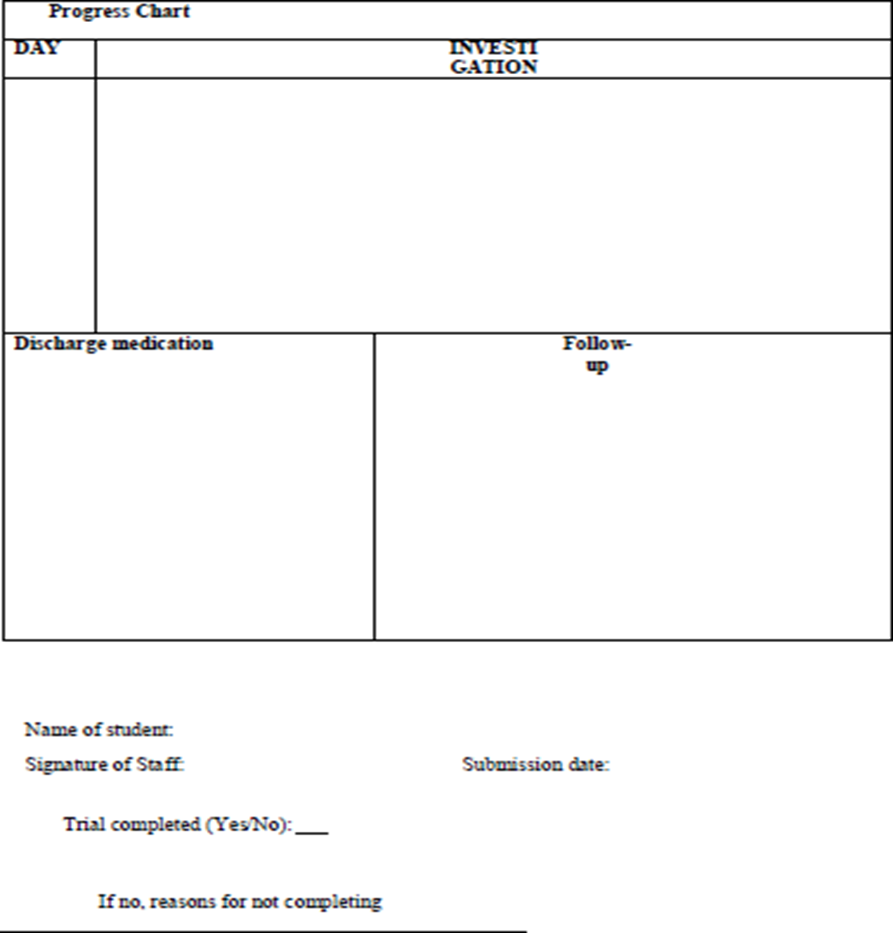 Progress Chart
DAY INVESTI
GATION
Discharge medication Follow-
up
Name of student:
Signature of Staff: Submission date:
Trial completed (Yes/No): ___
If no, reasons for not completing